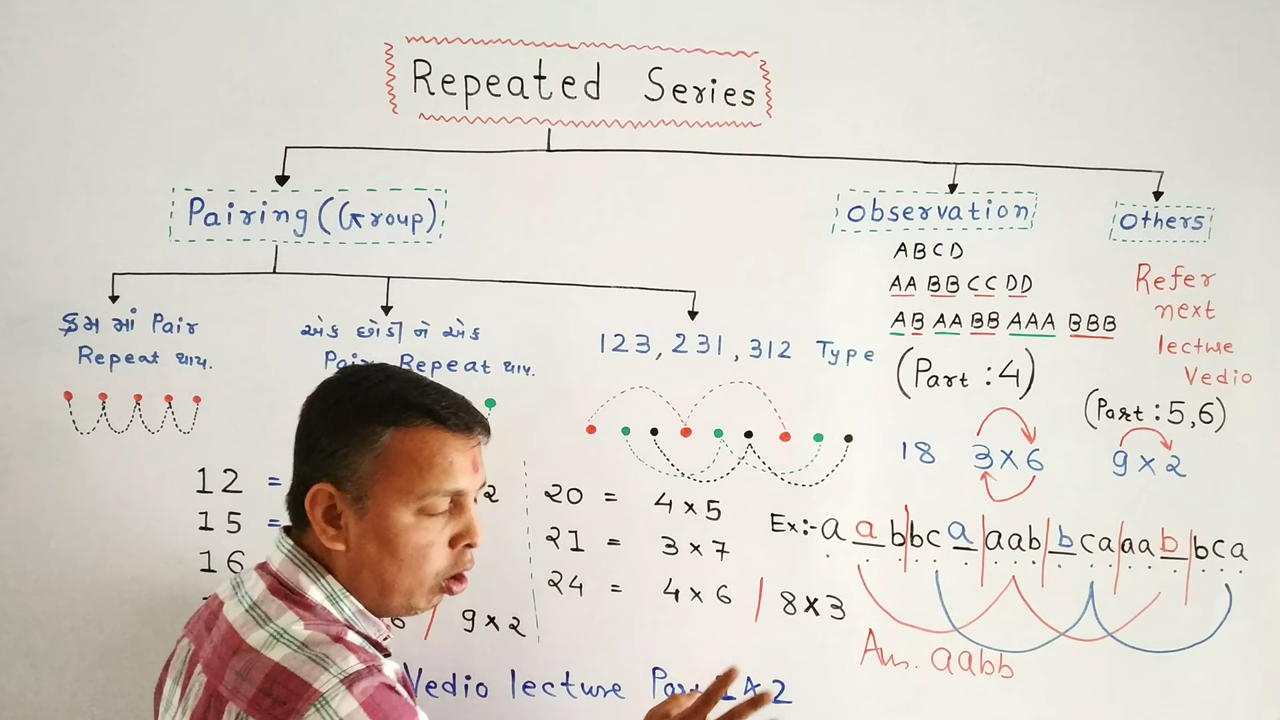 Repeated Series
Pairing (Group)
Observation
Others
ક્રમ માં Pair
Repeat થાય.
એક છોડી ને એક
Pair Repeat થાય.
123, 231, 312 Type
ABCD
AA BB CC DD
AB AA BB AAA BBB
(Part : 4)
Refer
next
lecture
Vedio
(Part : 5,6)
18 3 x 6 9 x 2
12 =
15 =
16
9 x 2
20 = 4 x 5
21 = 3 x 7
24 = 4 x 6 / 8 x 3
Ex:- a a b|b c a|a a b|b c a|a a b|b c a
Ans. aabb
Vedio lecture